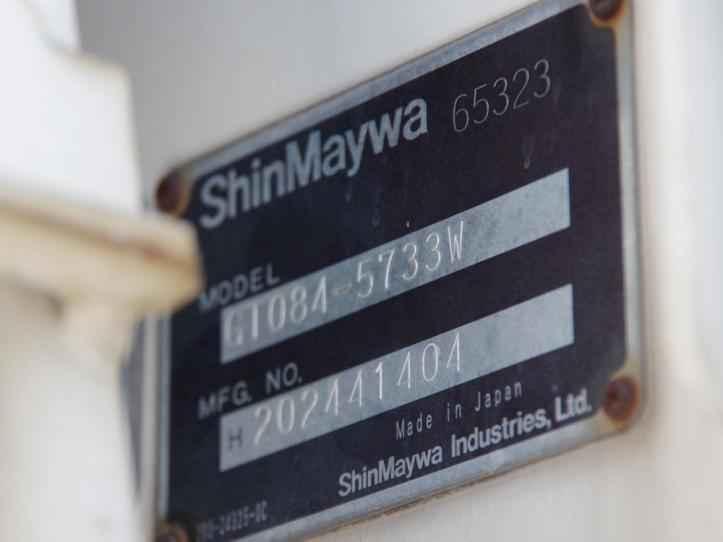 ShinMaywa 65323
MODEL
GT084-5733W
MFG. NO.
H 202441404
Made in Japan
ShinMaywa Industries, Ltd.